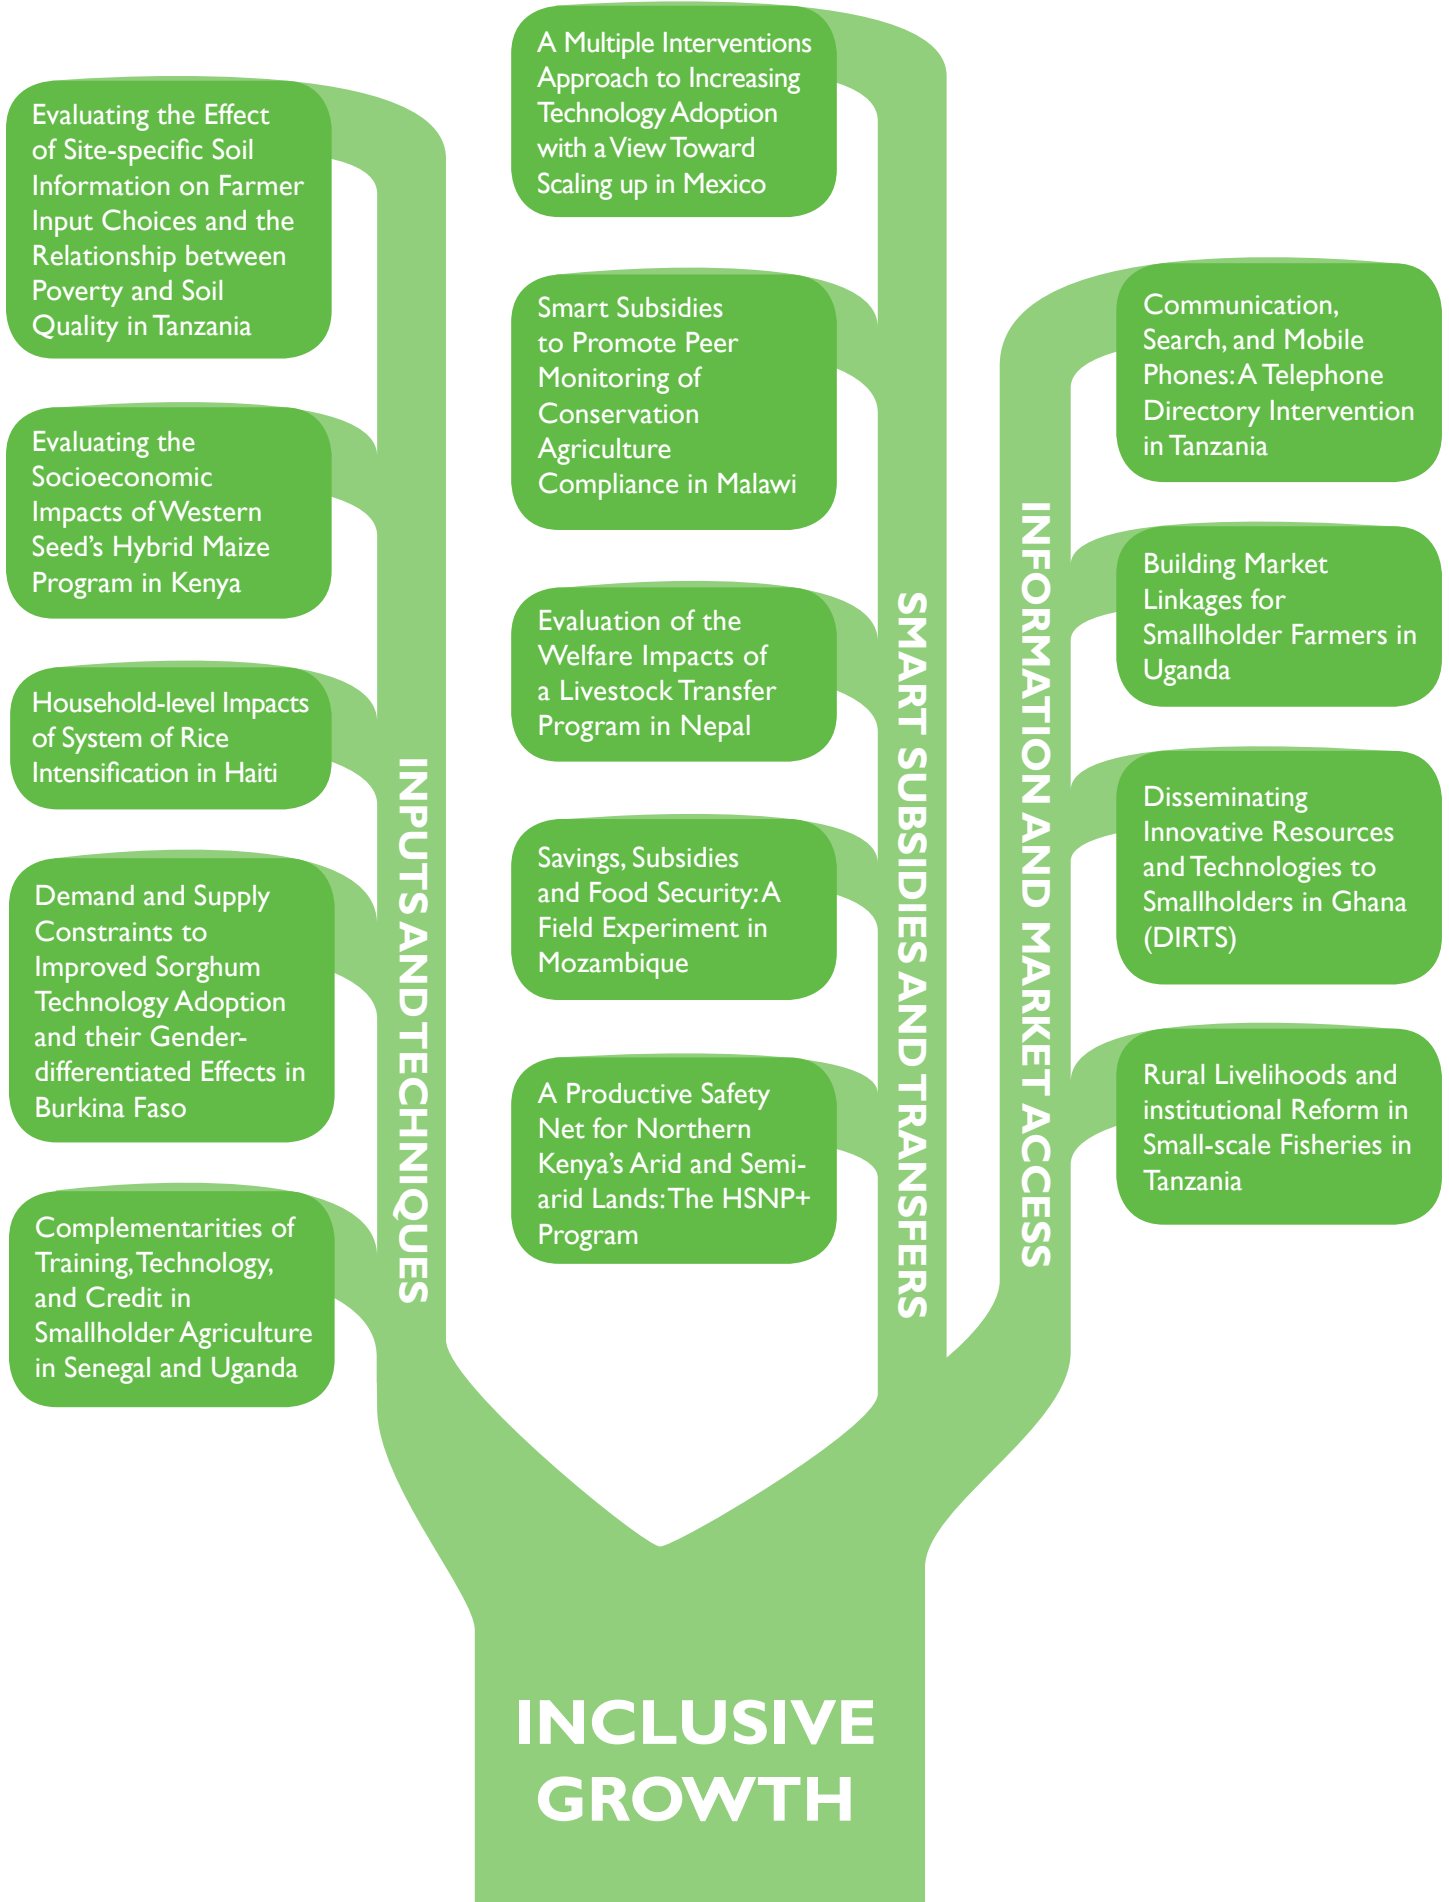 Evaluating the Effect
of Site-specific Soil
Information on Farmer
Input Choices and the
Relationship between
Poverty and Soil
Quality in Tanzania
Evaluating the
Socioeconomic
Impacts of Western
Seed's Hybrid Maize
Program in Kenya
Household-level Impacts
of System of Rice
Intensification in Haiti
Demand and Supply
Constraints to
Improved Sorghum
Technology Adoption
and their Gender-
differentiated Effects in
Burkina Faso
Complementarities of
Training, Technology,
and Credit in
Smallholder Agriculture
in Senegal and Uganda
INPUTS AND TECHNIQUES
A Multiple Interventions
Approach to Increasing
Technology Adoption
with a View Toward
Scaling up in Mexico
Smart Subsidies
to Promote Peer
Monitoring of
Conservation
Agriculture
Compliance in Malawi
Evaluation of the
Welfare Impacts of
a Livestock Transfer
Program in Nepal
Savings, Subsidies
and Food Security: A
Field Experiment in
Mozambique
A Productive Safety
Net for Northern
Kenya's Arid and Semi-
arid Lands: The HSNP+
Program
SMART SUBSIDIES AND TRANSFERS
INFORMATION AND MARKET ACCESS
Communication,
Search, and Mobile
Phones: A Telephone
Directory Intervention
in Tanzania
Building Market
Linkages for
Smallholder Farmers in
Uganda
Disseminating
Innovative Resources
and Technologies to
Smallholders in Ghana
(DIRTS)
Rural Livelihoods and
institutional Reform in
Small-scale Fisheries in
Tanzania
INCLUSIVE
GROWTH